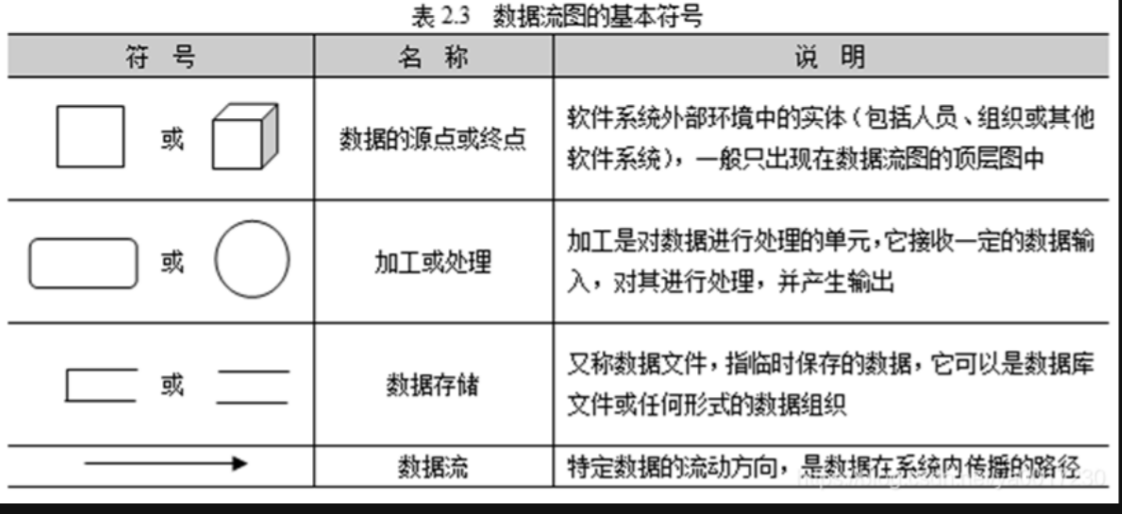 表 2.3 数据流图的基本符号
符 号 名 称 说 明
或 数据的源点或终点 软件系统外部环境中的实体（包括人员、组织或其他
软件系统），一般只出现在数据流图的顶层图中
或 加工或处理 加工是对数据进行处理的单元，它接收一定的数据输
入，对其进行处理，并产生输出
或 数据存储 又称数据文件，指临时保存的数据，它可以是数据库
文件或任何形式的数据组织
数据流 特定数据的流动方向，是数据在系统内传播的路径